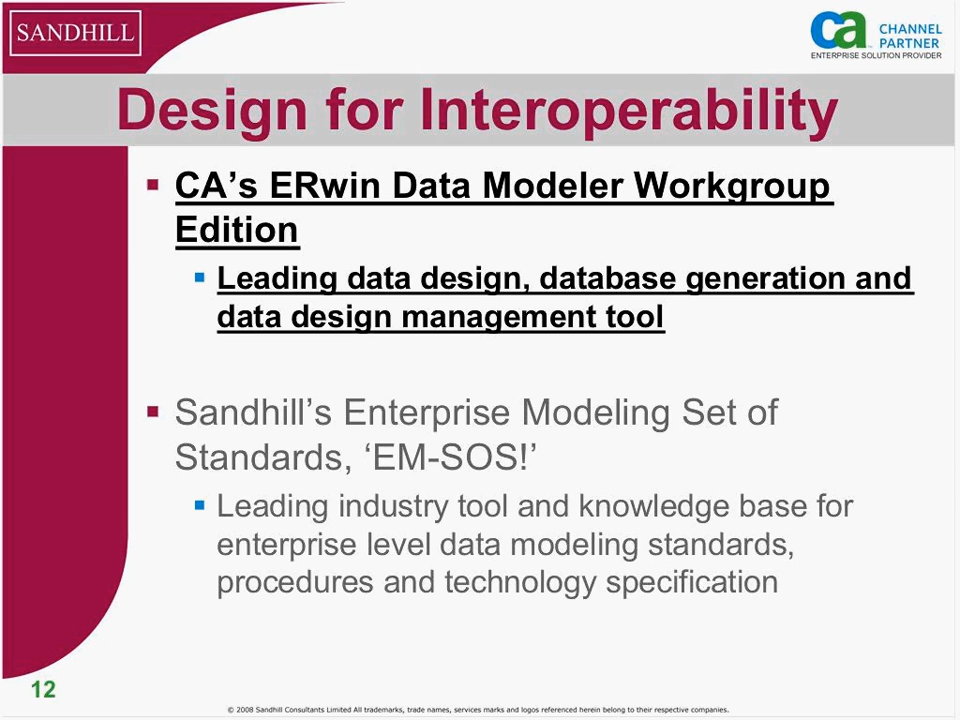 SANDHILL
ca CHANNEL
PARTNER
ENTERPRISE SOLUTION PROVIDER
Design for Interoperability
▪ CA’s ERwin Data Modeler Workgroup
Edition
▪ Leading data design, database generation and
data design management tool
▪ Sandhill’s Enterprise Modeling Set of
Standards, ‘EM-SOS!’
▪ Leading industry tool and knowledge base for
enterprise level data modeling standards,
procedures and technology specification
12
© 2008 Sandhill Consultants Limited All trademarks, trade names, services marks and logos referenced herein belong to their respective companies.